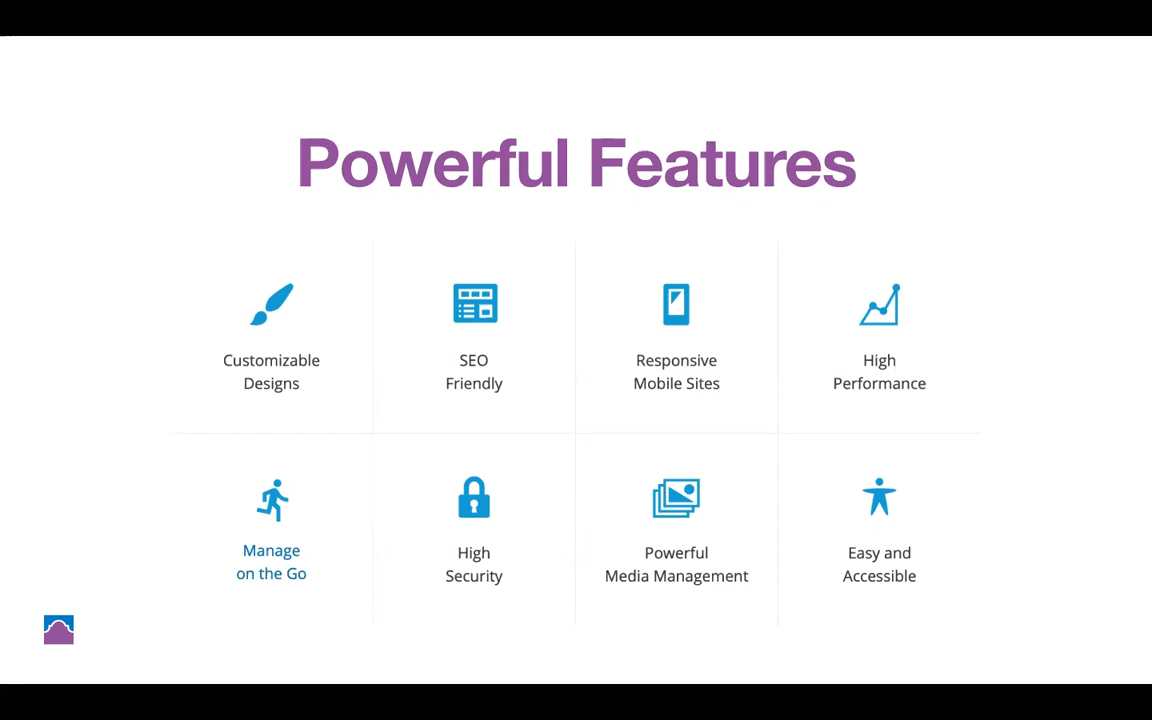 Powerful Features
Customizable
Designs
SEO
Friendly
Responsive
Mobile Sites
High
Performance
Manage
on the Go
High
Security
Powerful
Media Management
Easy and
Accessible